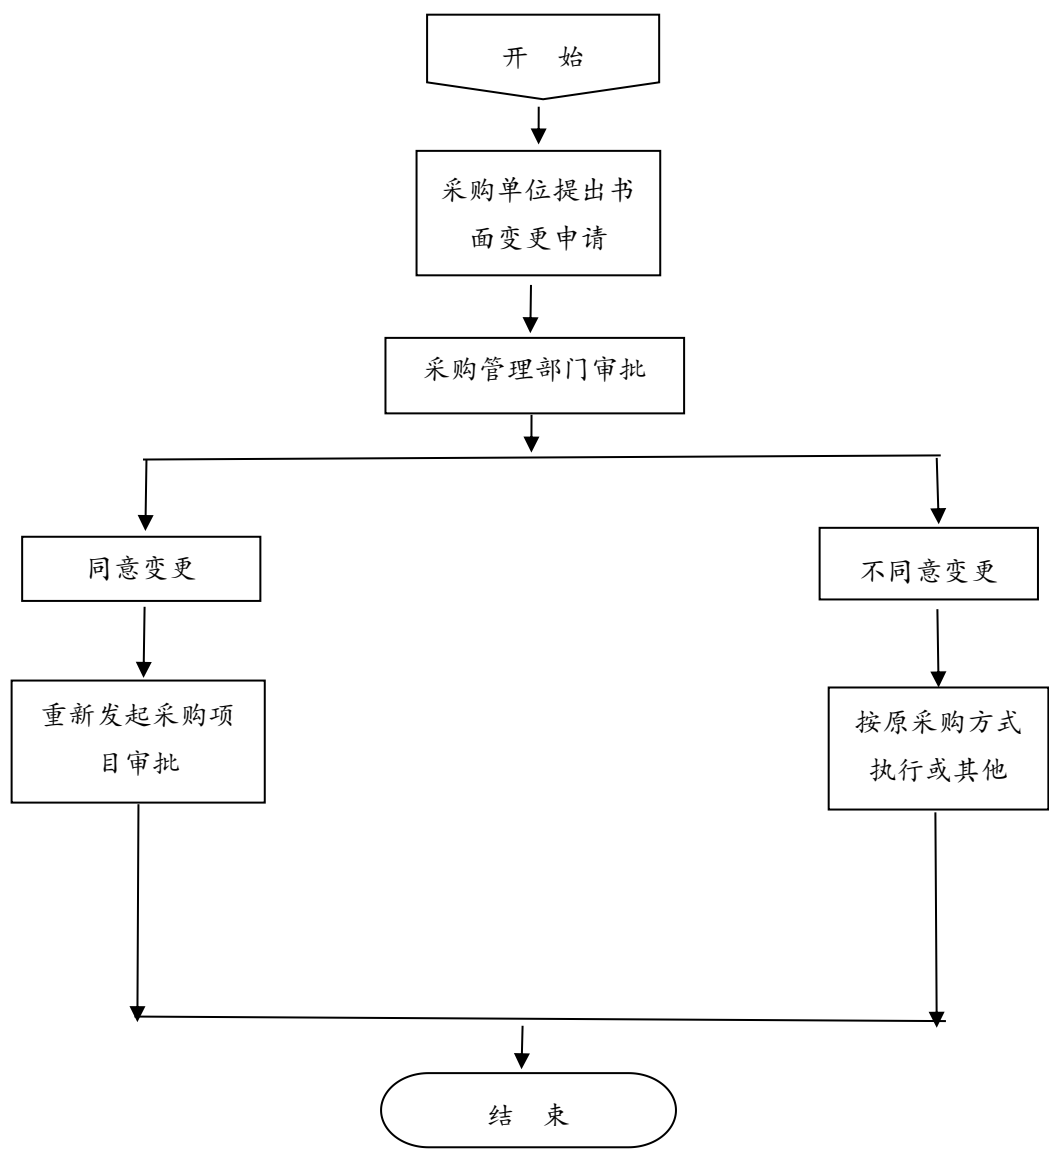 开 始
采购单位提出书
面变更申请
采购管理部门审批
同意变更
不同意变更
重新发起采购项
目审批
按原采购方式
执行或其他
结 束